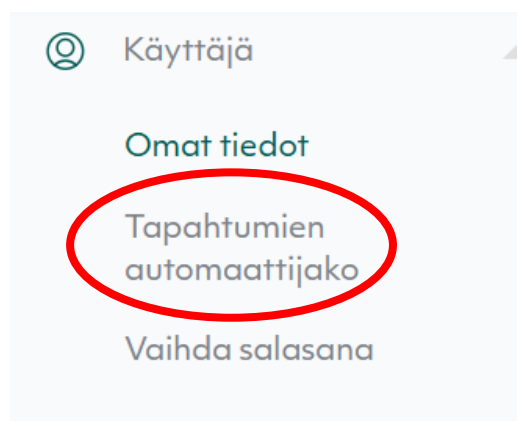 Käyttäjä
Omat tiedot
Tapahtumien
automaattijako
Vaihda salasana